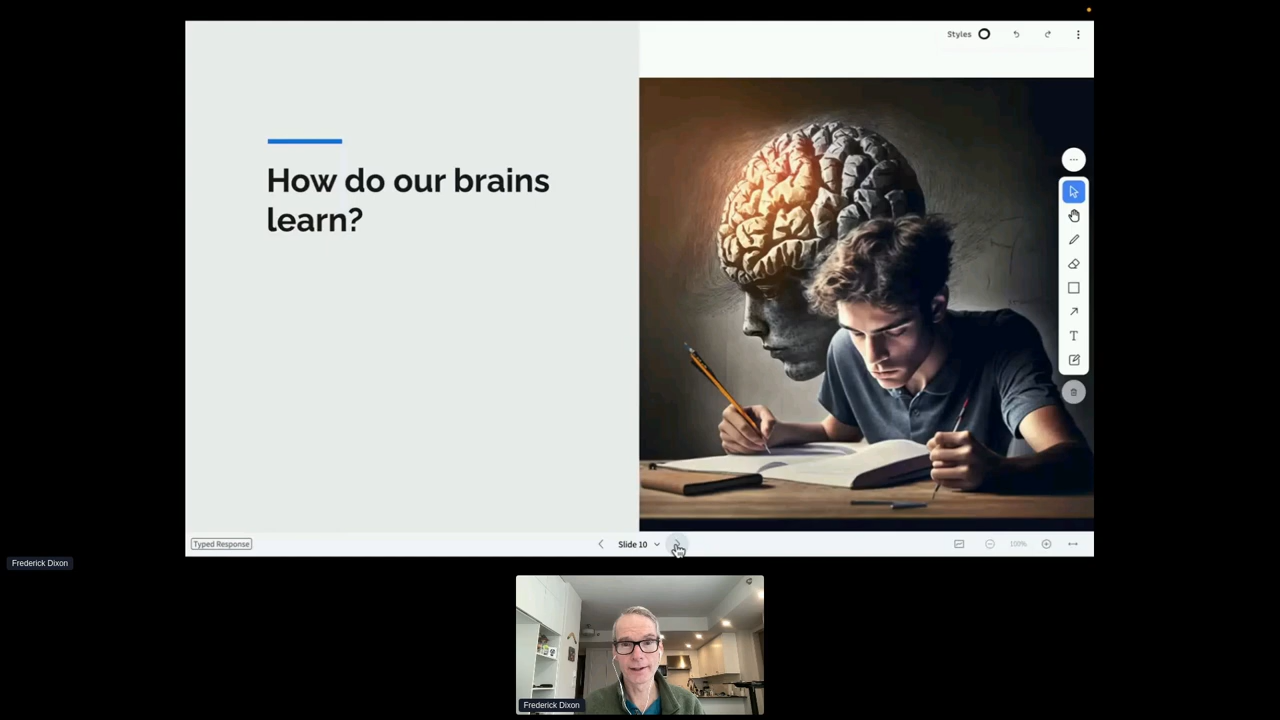 Styles
How do our brains
learn?
T
Typed Response
Slide 10
100%
Frederick Dixon
Frederick Dixon